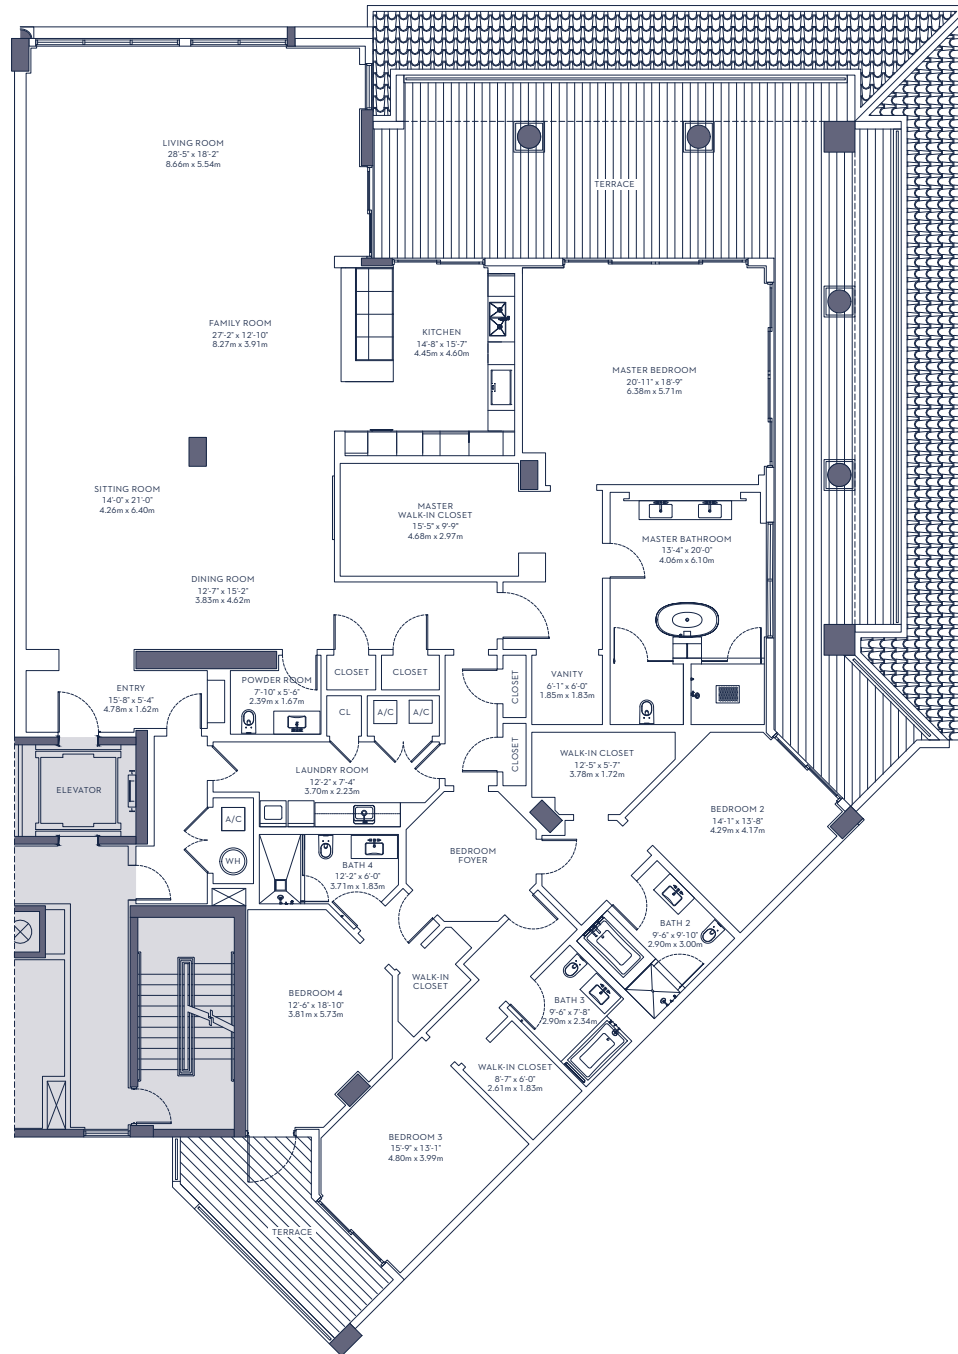 LIVING ROOM
28'-5" x 18'-2"
8.66m x 5.54m
TERRACE
FAMILY ROOM
27'-2" x 12'-10"
8.27m x 3.91m
KITCHEN
14'-8" x 15'-7"
4.45m x 4.60m
MASTER BEDROOM
20'-11" x 18'-9"
6.38m x 5.71m
SITTING ROOM
14'-0" x 21'-0"
4.26m x 6.40m
MASTER
WALK-IN CLOSET
15'-5" x 9'-9"
4.68m x 2.97m
MASTER BATHROOM
13'-4" x 20'-0"
4.06m x 6.10m
DINING ROOM
12'-7" x 15'-2"
3.83m x 4.62m
ENTRY
15'-8" x 5'-4"
4.78m x 1.62m
POWDER ROOM
7'-10" x 5'-6"
2.39m x 1.67m
CLOSET
CLOSET
CLOSET
VANITY
6'-1" x 6'-0"
1.85m x 1.83m
CL
A/C
A/C
CLOSET
ELEVATOR
LAUNDRY ROOM
12'-2" x 7'-4"
3.70m x 2.23m
WALK-IN CLOSET
12'-5" x 5'-7"
3.78m x 1.72m
BEDROOM 2
14'-1" x 13'-8"
4.29m x 4.17m
A/C
WH
BATH 4
12'-2" x 6'-0"
3.71m x 1.83m
BEDROOM
FOYER
BATH 2
9'-6" x 9'-10"
2.90m x 3.00m
BEDROOM 4
12'-6" x 18'-10"
3.81m x 5.73m
WALK-IN
CLOSET
BATH 3
9'-6" x 7'-8"
2.90m x 2.34m
WALK-IN CLOSET
8'-7" x 6'-0"
2.61m x 1.83m
BEDROOM 3
15'-9" x 13'-1"
4.80m x 3.99m
TERRACE